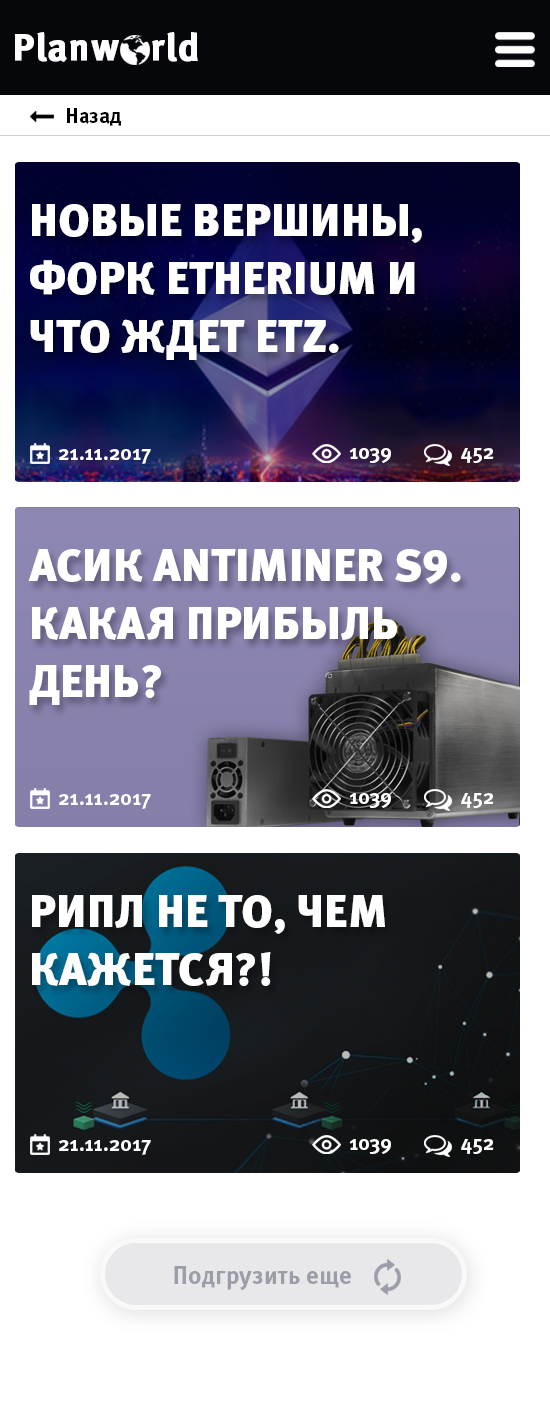 Planworld
Назад
НОВЫЕ ВЕРШИНЫ,
ФОРК ETHERIUM И
ЧТО ЖДЕТ ETZ.
21.11.2017 1039 452
АСИК ANTIMINER S9.
КАКАЯ ПРИБЫЛЬ
ДЕНЬ?
21.11.2017 1039 452
РИПЛ НЕ ТО, ЧЕМ
КАЖЕТСЯ?!
21.11.2017 1039 452
Подгрузить еще